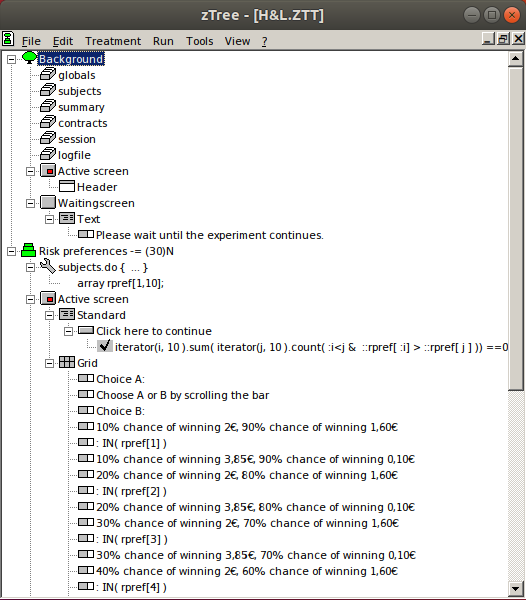 zTree - [H&L.ZTT]
File Edit Treatment Run Tools View ?
Background
globals
subjects
summary
contracts
session
logfile
Active screen
Header
Waitingscreen
Text
Please wait until the experiment continues.
Risk preferences -= (30)N
subjects.do { ... }
array rpref[1,10];
Active screen
Standard
Click here to continue
iterator(i, 10 ).sum( iterator(j, 10 ).count( :i<j & ::rpref[ :i] > ::rpref[ j ] )) ==0
Grid
Choice A:
Choose A or B by scrolling the bar
Choice B:
10% chance of winning 2€, 90% chance of winning 1,60€
: IN( rpref[1] )
10% chance of winning 3,85€, 90% chance of winning 0,10€
20% chance of winning 2€, 80% chance of winning 1,60€
: IN( rpref[2] )
20% chance of winning 3,85€, 80% chance of winning 0,10€
30% chance of winning 2€, 70% chance of winning 1,60€
: IN( rpref[3] )
30% chance of winning 3,85€, 70% chance of winning 0,10€
40% chance of winning 2€, 60% chance of winning 1,60€
: IN( rpref[4] )